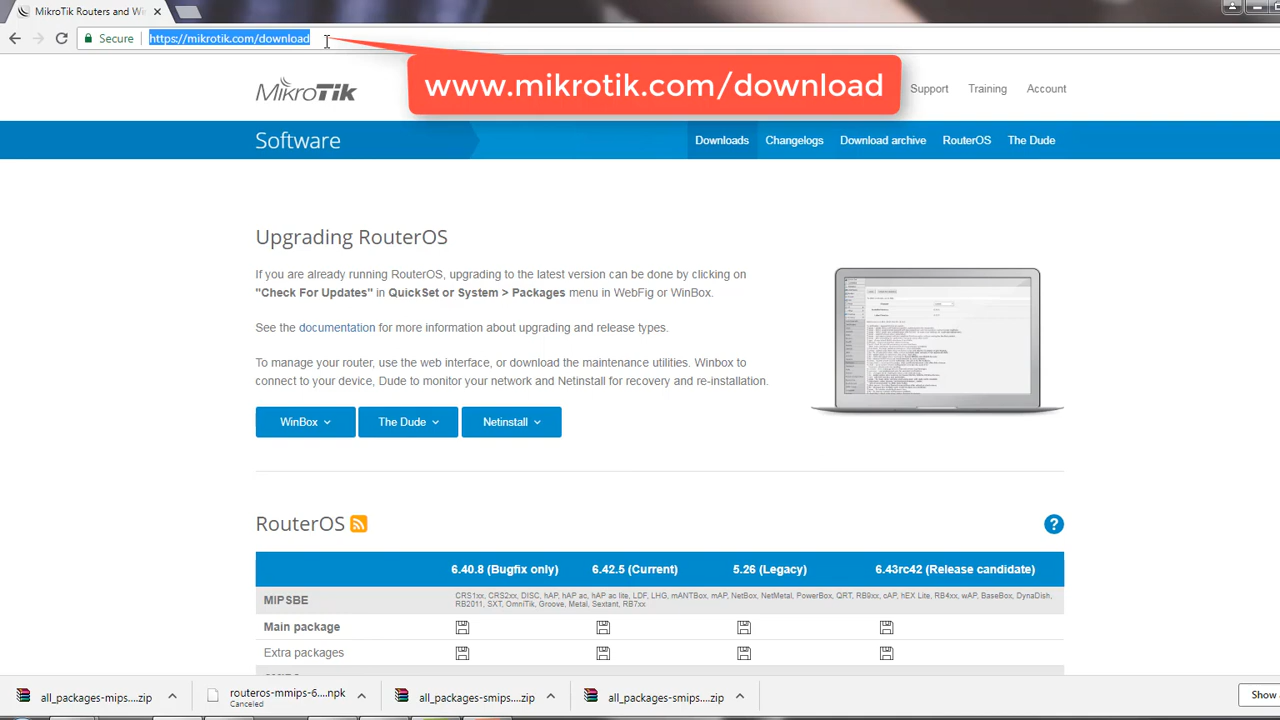 MikroTik Routers and Wi
Secure
https://mikrotik.com/download
www.mikrotik.com/download
MikroTik
Support Training Account
Software
Downloads Changelogs Download archive RouterOS The Dude
Upgrading RouterOS
If you are already running RouterOS, upgrading to the latest version can be done by clicking on
"Check For Updates" in QuickSet or System > Packages menu in WebFig or WinBox.
See the documentation for more information about upgrading and release types.
To manage your router, use the web interface, or download the maintenance utilities. Winbox to
connect to your device, Dude to monitor your network and Netinstall for recovery and re-installation.
WinBox The Dude Netinstall
RouterOS
?
6.40.8 (Bugfix only) 6.42.5 (Current) 5.26 (Legacy) 6.43rc42 (Release candidate)
MIPSBE
CRS1xx, CRS2xx, DISC, hAP, hAP ac, hAP ac lite, LDF, LHG, mANTBox, mAP, NetBox, NetMetal, PowerBox, QRT, RB9xx, cAP, hEX Lite, RB4xx, wAP, BaseBox, DynaDish,
RB2011, SXT, OmniTik, Groove, Metal, Sextant, RB7xx
Main package
Extra packages
all_packages-mips....zip
routeros-mmips-6....npk
Canceled
all_packages-smips....zip
all_packages-smips....zip
Show